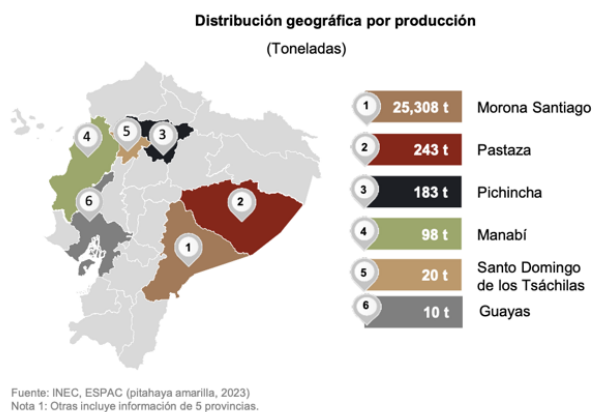 Distribución geográfica por producción
(Toneladas)
5
3
4
6
2
1
1 25,308 t Morona Santiago
2 243 t Pastaza
3 183 t Pichincha
4 98 t Manabí
5 20 t Santo Domingo
de los Tsáchilas
6 10 t Guayas
Fuente: INEC, ESPAC (pitahaya amarilla, 2023)
Nota 1: Otras incluye información de 5 provincias.